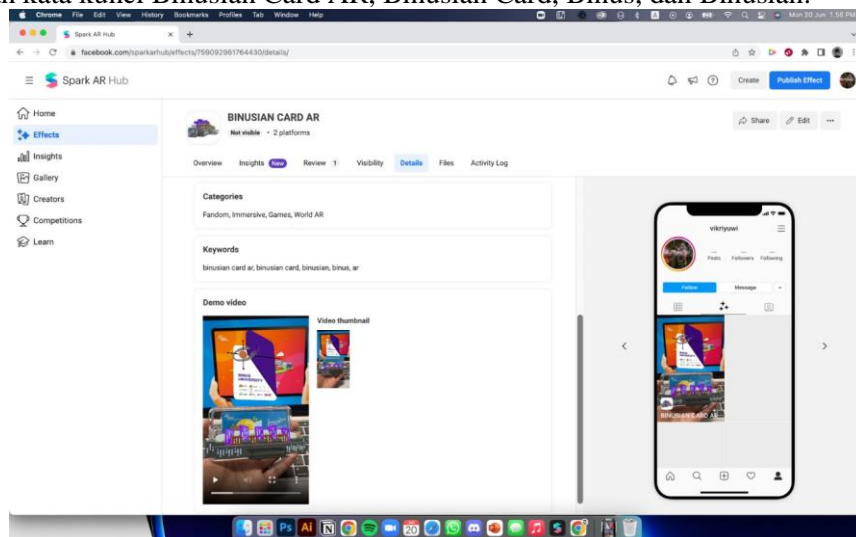 kata kunci Binusian Card AR, Binusian Card, Binus, dan Binusian.
Chrome File Edit View History Bookmarks Profiles Tab Window Help
Mon 20 Jun 1.56 PM
Spark AR Hub
facebook.com/sparkarhub/effects/759092961764430/details/
Spark AR Hub
Create
Publish Effect
Home
Effects
Insights
Gallery
Creators
Competitions
Learn
BINUSIAN CARD AR
Not visible • 2 platforms
Share
Edit
Overview Insights New Review 1 Visibility Details Files Activity Log
Categories
Fandom, Immersive, Games, World AR
Keywords
binusian card ar, binusian card, binusian, binus, ar
Demo video
Video thumbnail
BINUS
UNIVERSITY
vikriyuwi
Posts Followers Following
Follow
Message
BINUSIAN CARD AR